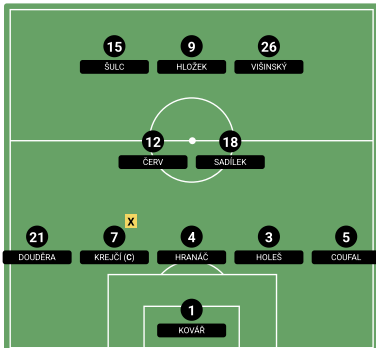 15 9 26
ŠULC HLOŽEK VIŠINSKÝ
12 18
ČERV SADÍLEK
X
21 7 4 3 5
DOUDĚRA KREJČÍ (C) HRANÁČ HOLEŠ COUFAL
1
KOVÁŘ